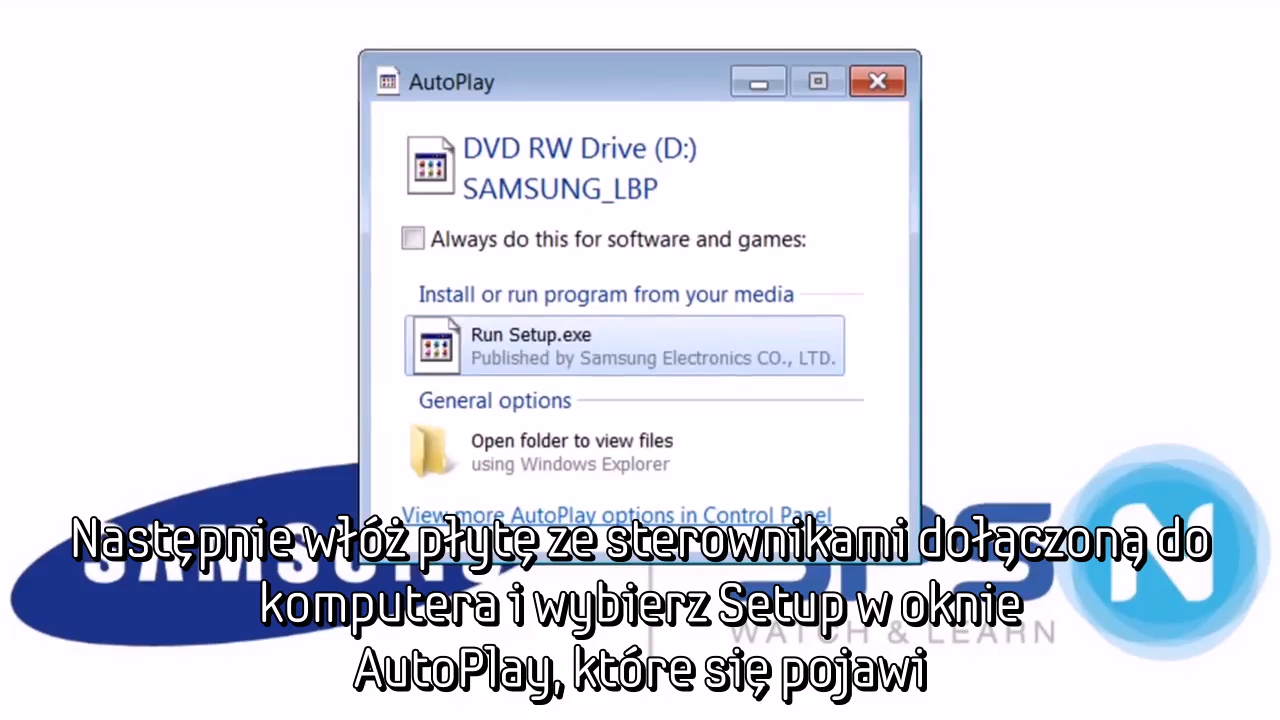 AutoPlay
DVD RW Drive (D:)
SAMSUNG_LBP
Always do this for software and games:
Install or run program from your media
Run Setup.exe
Published by Samsung Electronics CO., LTD.
General options
Open folder to view files
using Windows Explorer
View more AutoPlay options in Control Panel
SAMSUNG
SPSN
WATCH & LEARN
Następnie włóż płytę ze sterownikami dołączoną do
komputera i wybierz Setup w oknie
AutoPlay, które się pojawi